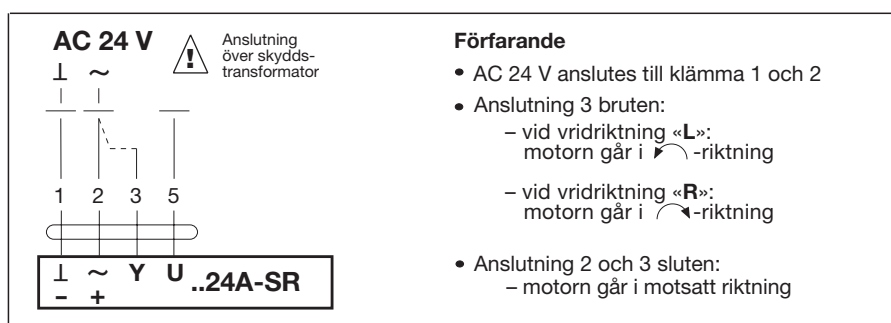 AC 24 V
⊥ ~
Anslutning
över skydds-
transformator
1 2 3 5
⊥ ~ Y U ..24A-SR
– +
Förfarande
• AC 24 V anslutes till klämma 1 och 2
• Anslutning 3 bruten:
– vid vridriktning «L»:
motorn går i ↶ -riktning
– vid vridriktning «R»:
motorn går i ↷ -riktning
• Anslutning 2 och 3 sluten:
– motorn går i motsatt riktning